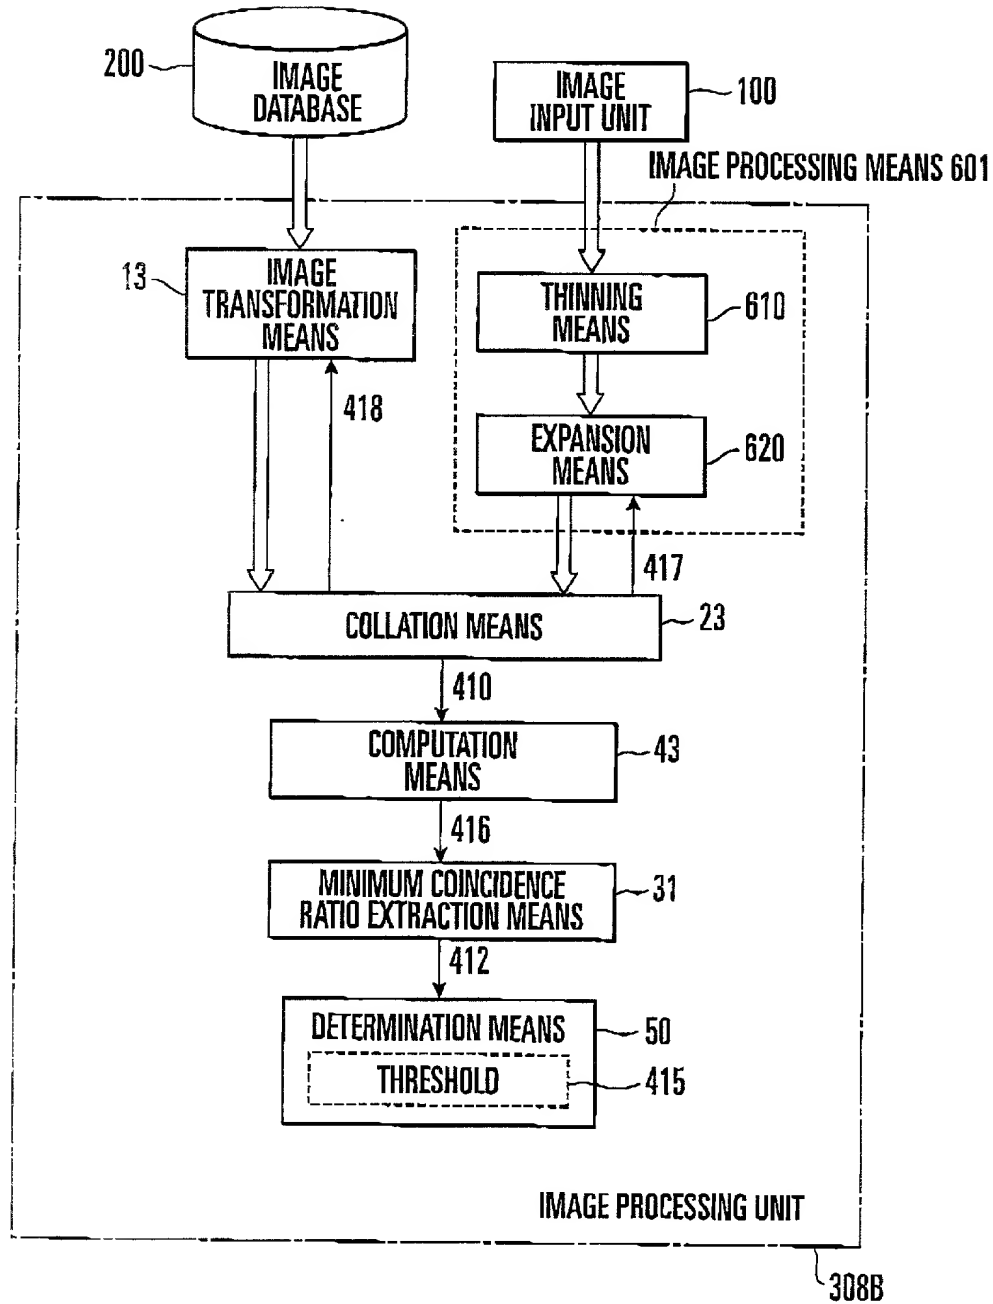 200
IMAGE
DATABASE
IMAGE
INPUT UNIT
100
IMAGE PROCESSING MEANS 601
13
IMAGE
TRANSFORMATION
MEANS
THINNING
MEANS
610
418
EXPANSION
MEANS
620
417
COLLATION MEANS
23
410
COMPUTATION
MEANS
43
416
MINIMUM COINCIDENCE
RATIO EXTRACTION MEANS
31
412
DETERMINATION MEANS
50
THRESHOLD
415
IMAGE PROCESSING UNIT
308B